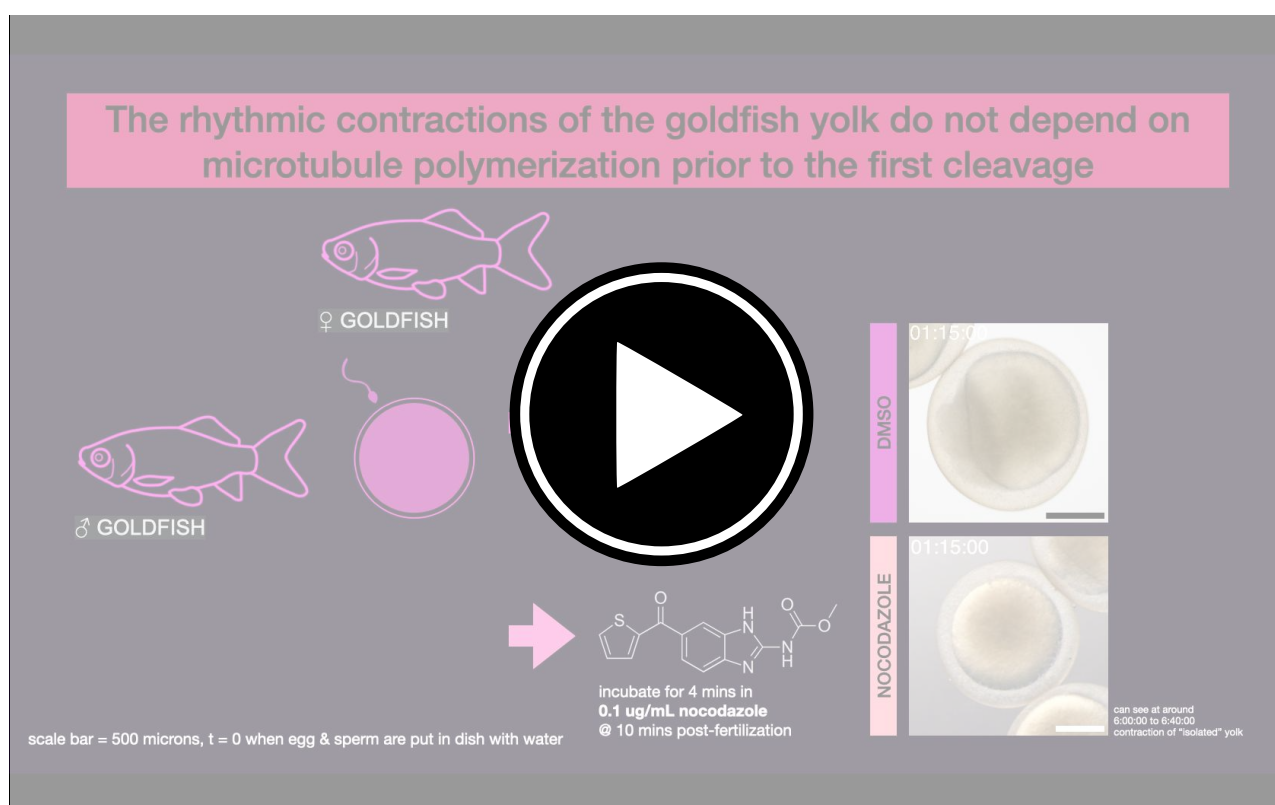 The rhythmic contractions of the goldfish yolk do not depend on
microtubule polymerization prior to the first cleavage
♀ GOLDFISH
♂ GOLDFISH
DMSO
01:15:00
NOCODAZOLE
01:15:00
S
O
H
N
N
N
H
O
O
incubate for 4 mins in
0.1 ug/mL nocodazole
@ 10 mins post-fertilization
can see at around
6:00:00 to 6:40:00
contraction of "isolated" yolk
scale bar = 500 microns, t = 0 when egg & sperm are put in dish with water